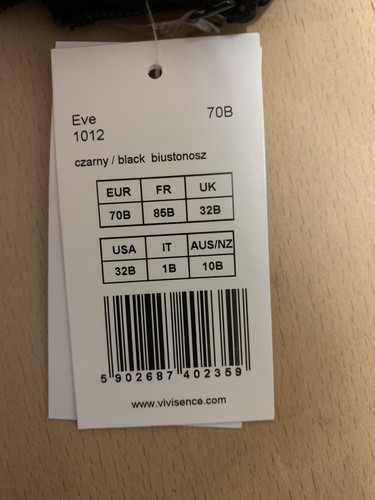 Eve 70B
1012
czarny / black biustonosz
EUR FR UK
70B 85B 32B
USA IT AUS/NZ
32B 1B 10B
5 902687 402359
www.vivisence.com